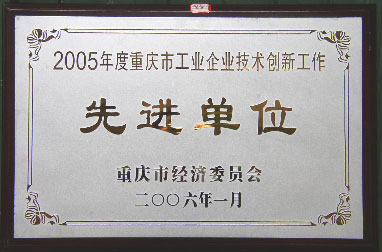 2005年度重庆市工业企业技术创新工作
先进单位
重庆市经济委员会
二〇〇六年一月